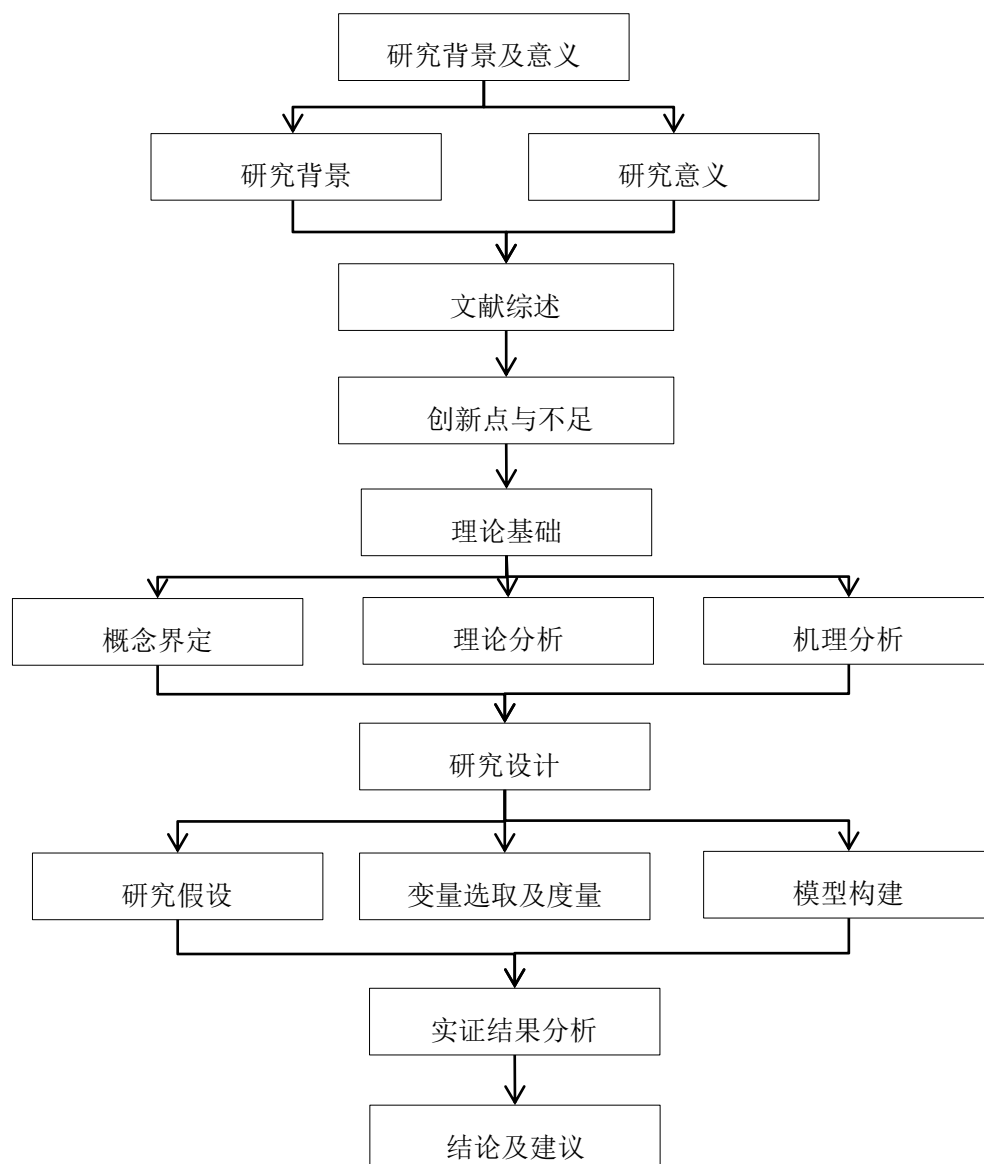 研究背景及意义
研究背景
研究意义
文献综述
创新点与不足
理论基础
概念界定
理论分析
机理分析
研究设计
研究假设
变量选取及度量
模型构建
实证结果分析
结论及建议